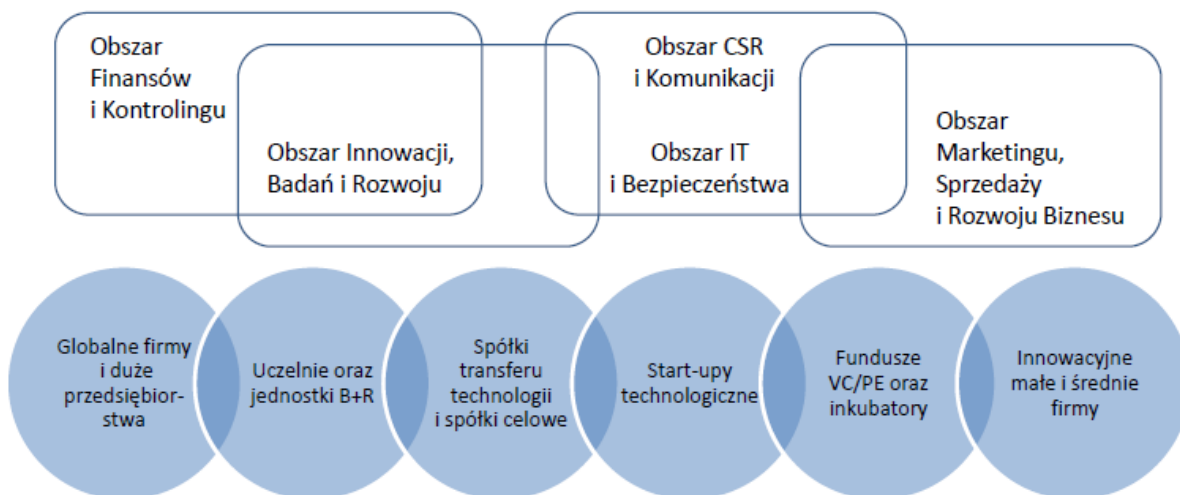 Obszar
Finansów
i Kontrolingu
Obszar Innowacji,
Badań i Rozwoju
Obszar CSR
i Komunikacji
Obszar IT
i Bezpieczeństwa
Obszar
Marketingu,
Sprzedaży
i Rozwoju Biznesu
Globalne firmy
i duże
przedsiębior-
stwa
Uczelnie oraz
jednostki B+R
Spółki
transferu
technologii
i spółki celowe
Start-upy
technologiczne
Fundusze
VC/PE oraz
inkubatory
Innowacyjne
małe i średnie
firmy